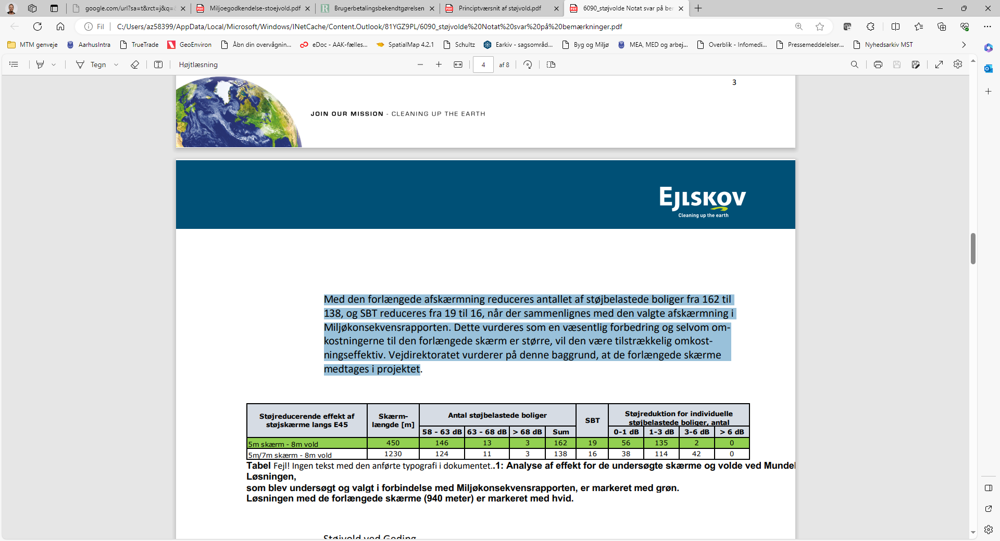 google.com/url?sa=t&rct=j&q=&
Miljoegodkendelse-stoejvold.pdf
Brugerbetalingsbekendtgørelsen
Principtværsnit af støjvold.pdf
6090_støjvolde Notat svar på be
Fil
C:/Users/az58399/AppData/Local/Microsoft/Windows/INetCache/Content.Outlook/81YGZ9PL/6090_støjvolde%20Notat%20svar%20på%20bemærkninger.pdf
MTM genveje
AarhusIntra
TrueTrade
GeoEnviron
Åbn din overvågnin...
eDoc - AAK-fælles...
SpatialMap 4.2.1
Schultz
Earkiv - sagsområd...
Byg og Miljø
MEA, MED og arbej...
Overblik - Infomedi...
Pressemeddelelser...
Nyhedsarkiv MST
Tegn
Højtlæsning
4 af 8
3
JOIN OUR MISSION - CLEANING UP THE EARTH
EJLSKOV
Cleaning up the earth
Med den forlængede afskærmning reduceres antallet af støjbelastede boliger fra 162 til
138, og SBT reduceres fra 19 til 16, når der sammenlignes med den valgte afskærmning i
Miljøkonsekvensrapporten. Dette vurderes som en væsentlig forbedring og selvom om-
kostningerne til den forlængede skærm er større, vil den være tilstrækkelig omkost-
ningseffektiv. Vejdirektoratet vurderer på denne baggrund, at de forlængede skærme
medtages i projektet.
Støjreducerende effekt af
støjskærme langs E45
Skærm-
længde [m]
Antal støjbelastede boliger
SBT
Støjreduktion for individuelle
støjbelastede boliger, antal
58 - 63 dB 63 - 68 dB > 68 dB Sum 0-1 dB 1-3 dB 3-6 dB > 6 dB
5m skærm - 8m vold 450 146 13 3 162 19 56 135 2 0
5m/7m skærm - 8m vold 1230 124 11 3 138 16 38 114 42 0
Tabel Fejl! Ingen tekst med den anførte typografi i dokumentet..1: Analyse af effekt for de undersøgte skærme og volde ved Mundel
Løsningen,
som blev undersøgt og valgt i forbindelse med Miljøkonsekvensrapporten, er markeret med grøn.
Løsningen med de forlængede skærme (940 meter) er markeret med hvid.
Støjvold ved Geding